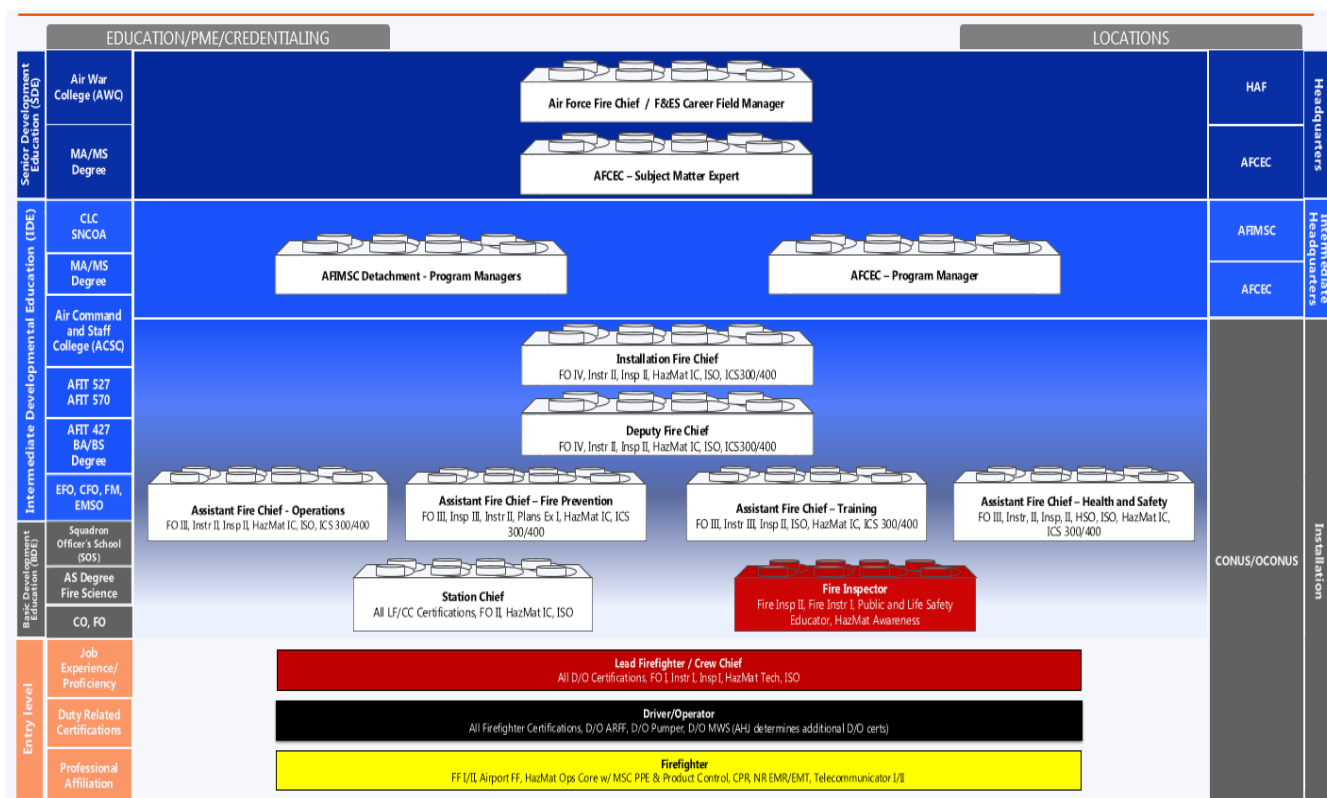 EDUCATION/PME/CREDENTIALING
LOCATIONS
Senior Development
Education (SDE)
Air War
College (AWC)
MA/MS
Degree
Air Force Fire Chief / F&ES Career Field Manager
AFCEC – Subject Matter Expert
HAF
AFCEC
Headquarters
Intermediate Developmental Education (IDE)
CLC
SNCOA
MA/MS
Degree
Air Command
and Staff
College (ACSC)
AFIT 527
AFIT 570
AFIT 427
BA/BS
Degree
EFO, CFO, FM,
EMSO
AFIMSC Detachment - Program Managers
AFCEC – Program Manager
AFIMSC
AFCEC
Intermediate
Headquarters
Installation Fire Chief
FO IV, Instr II, Insp II, HazMat IC, ISO, ICS300/400
Deputy Fire Chief
FO IV, Instr II, Insp II, HazMat IC, ISO, ICS300/400
Assistant Fire Chief - Operations
FO III, Instr II, Insp II, HazMat IC, ISO, ICS 300/400
Assistant Fire Chief – Fire Prevention
FO III, Insp III, Instr II, Plans Ex I, HazMat IC, ICS
300/400
Assistant Fire Chief – Training
FO III, Instr III, Insp II, ISO, HazMat IC, ICS 300/400
Assistant Fire Chief – Health and Safety
FO III, Instr, II, Insp, II, HSO, ISO, HazMat IC,
ICS 300/400
Basic Development
Education (BDE)
Squadron
Officer's School
(SOS)
AS Degree
Fire Science
CO, FO
Station Chief
All LF/CC Certifications, FO II, HazMat IC, ISO
Fire Inspector
Fire Insp II, Fire Instr I, Public and Life Safety
Educator, HazMat Awareness
CONUS/OCONUS
Installation
Entry level
Job
Experience/
Proficiency
Duty Related
Certifications
Professional
Affiliation
Lead Firefighter / Crew Chief
All D/O Certifications, FO I, Instr I, Insp I, HazMat Tech, ISO
Driver/Operator
All Firefighter Certifications, D/O ARFF, D/O Pumper, D/O MWS (AHJ determines additional D/O certs)
Firefighter
FF I/II, Airport FF, HazMat Ops Core w/ MSC PPE & Product Control, CPR, NR EMR/EMT, Telecommunicator I/II